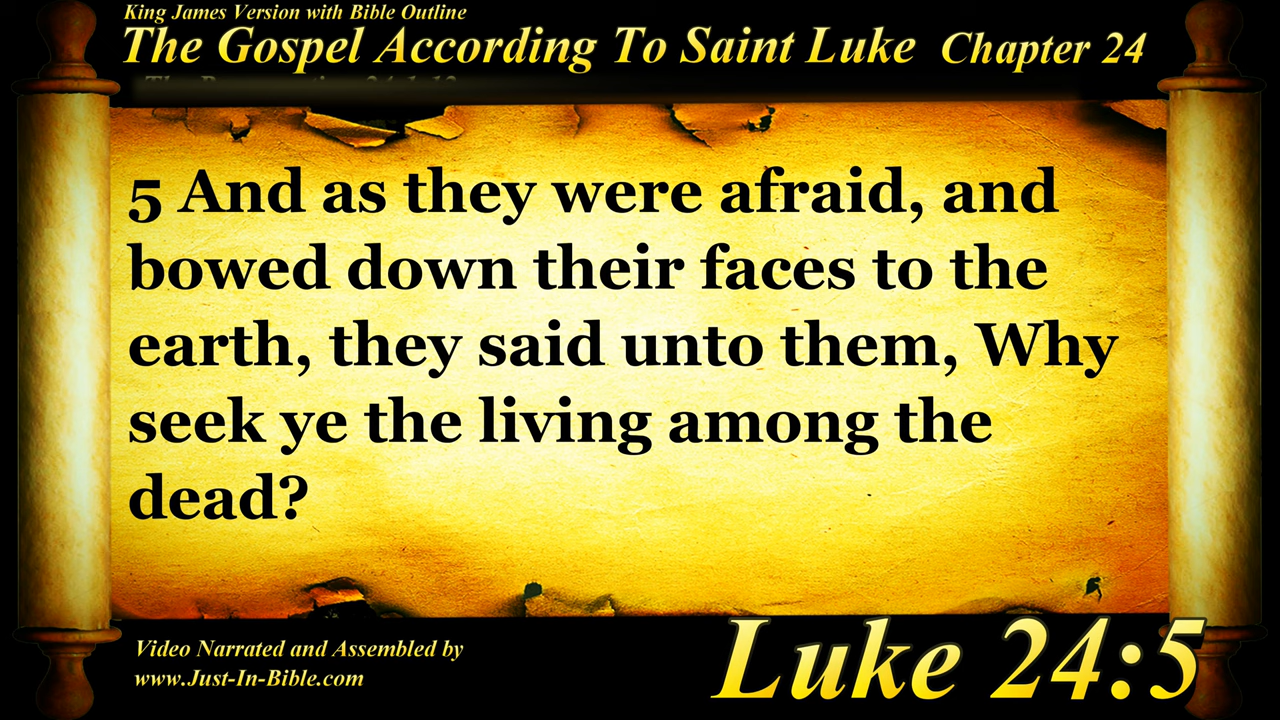 King James Version with Bible Outline
The Gospel According To Saint Luke Chapter 24
5 And as they were afraid, and
bowed down their faces to the
earth, they said unto them, Why
seek ye the living among the
dead?
Video Narrated and Assembled by
www.Just-In-Bible.com
Luke 24:5